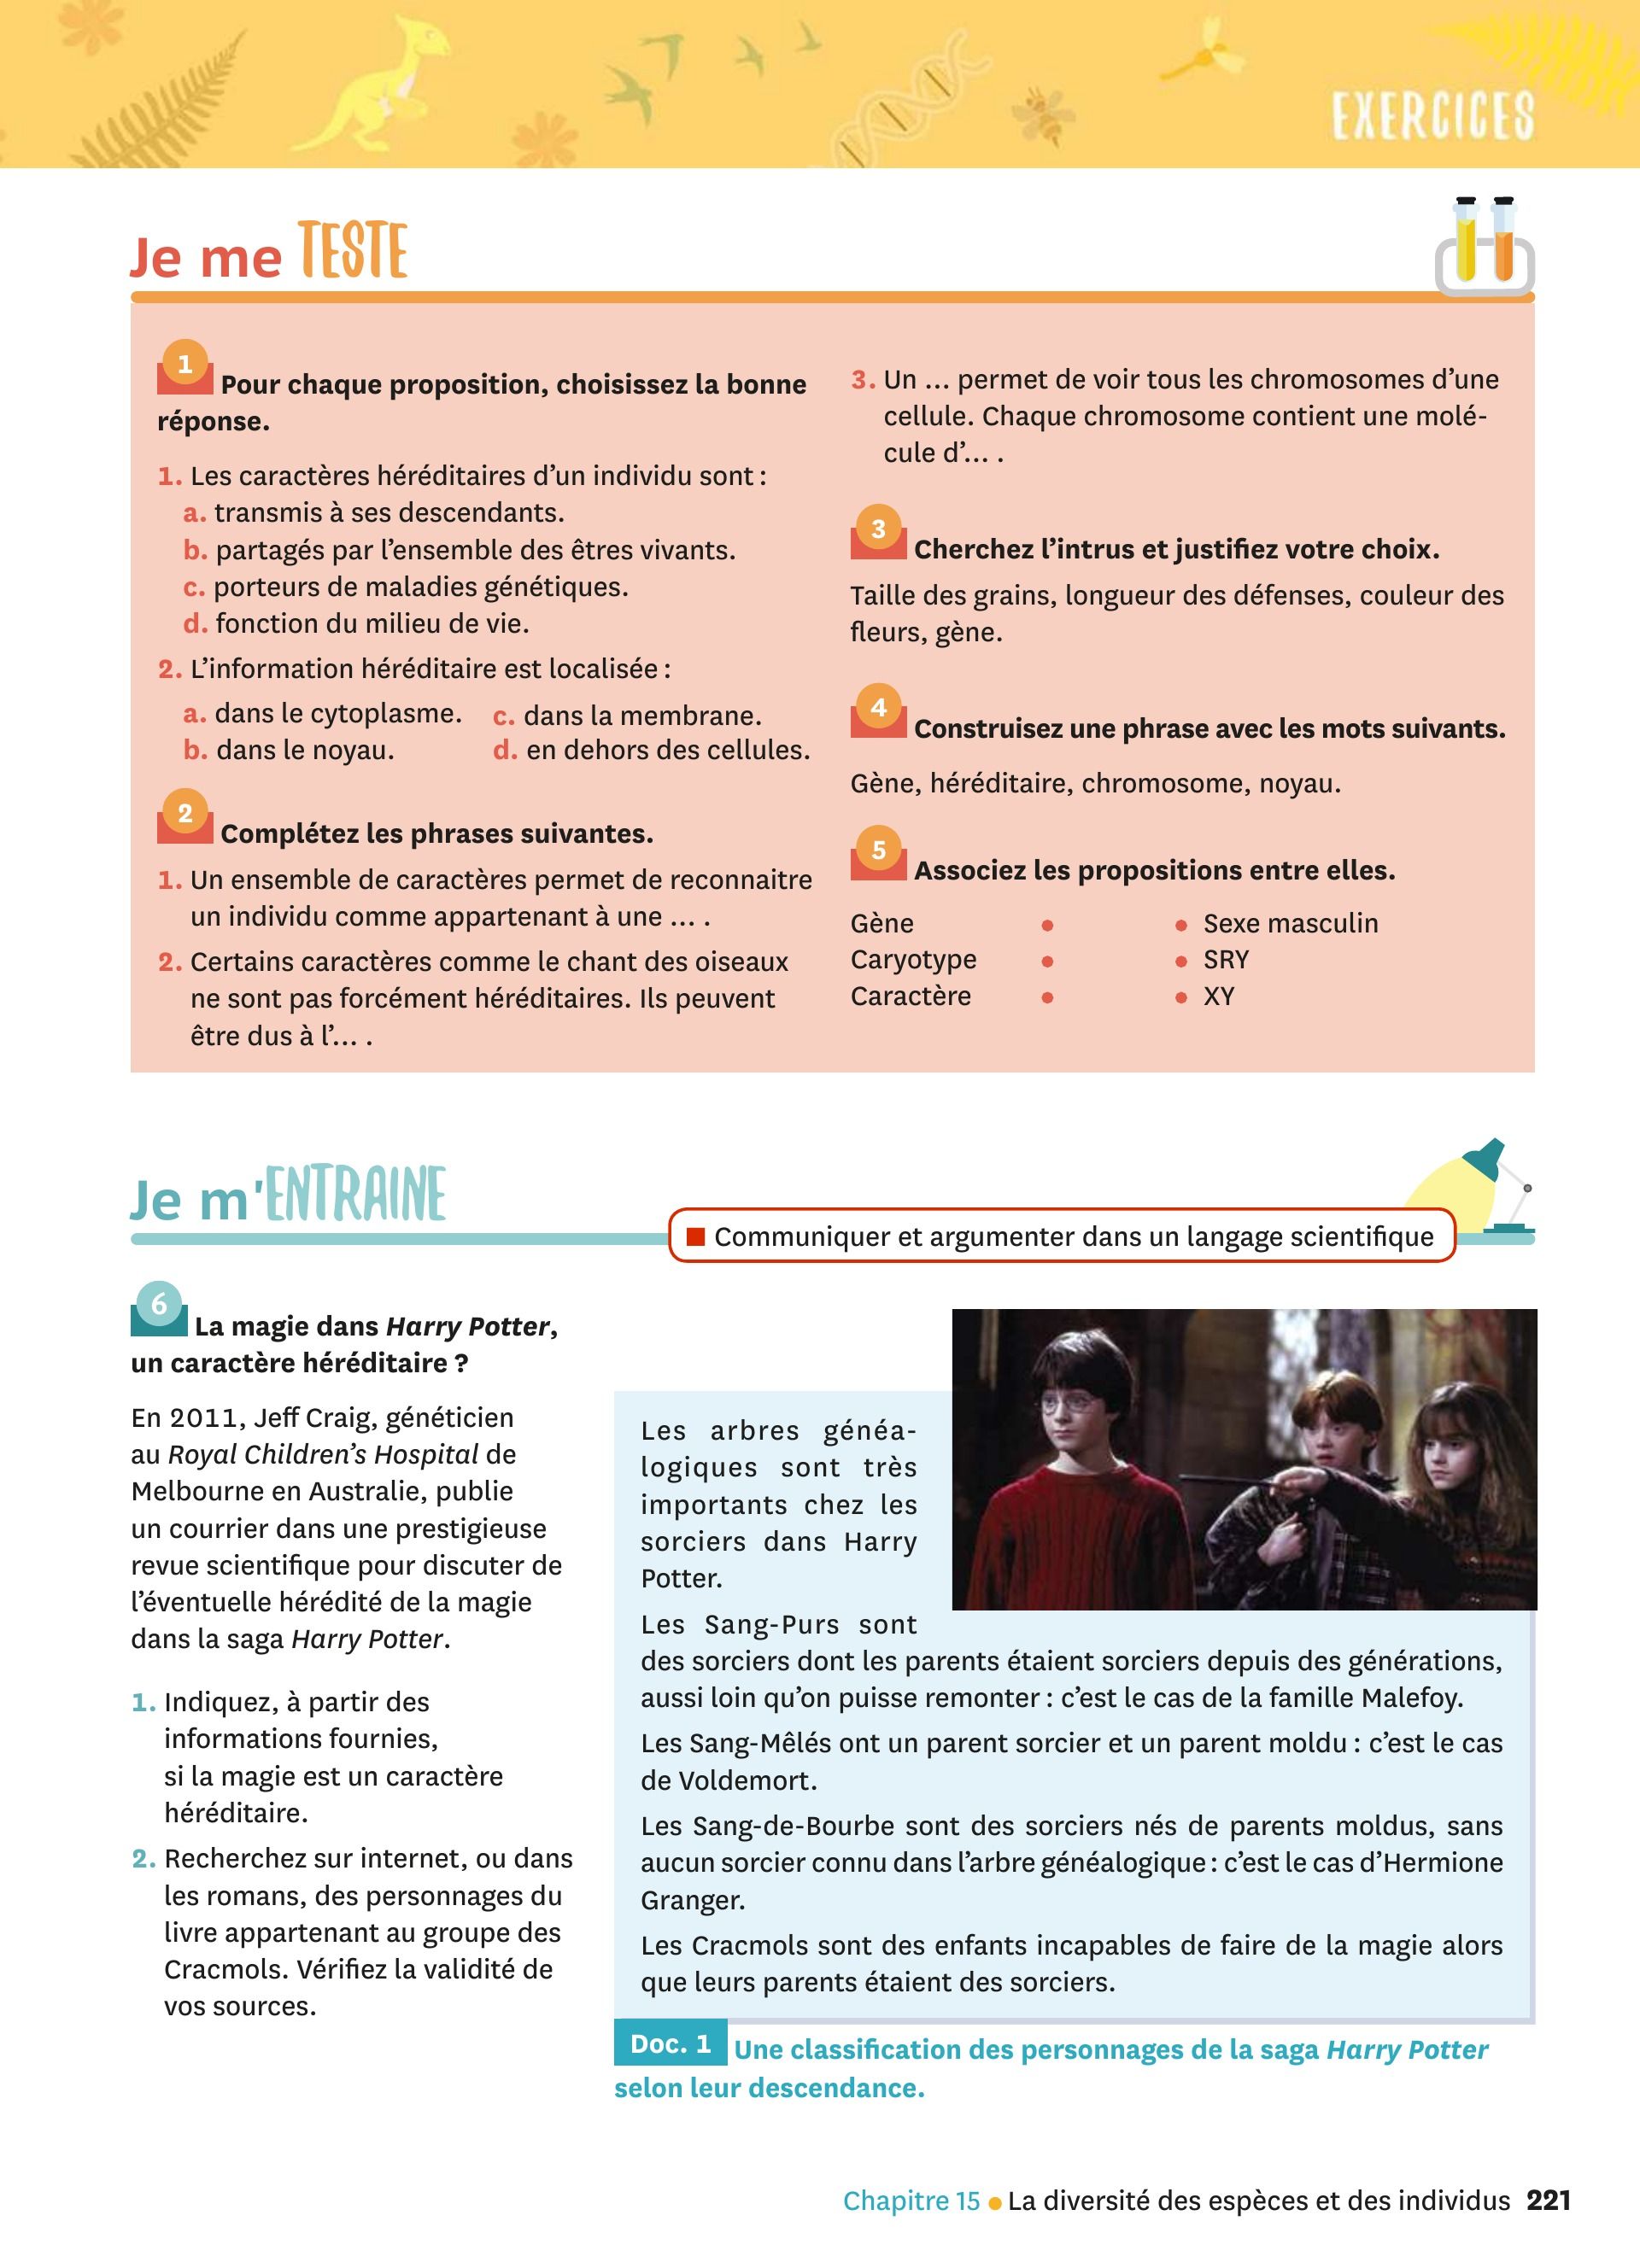 EXERCICES
Je me TESTE
1 Pour chaque proposition, choisissez la bonne
réponse.
1. Les caractères héréditaires d'un individu sont :
a. transmis à ses descendants.
b. partagés par l'ensemble des êtres vivants.
c. porteurs de maladies génétiques.
d. fonction du milieu de vie.
2. L'information héréditaire est localisée :
a. dans le cytoplasme. c. dans la membrane.
b. dans le noyau. d. en dehors des cellules.
2 Complétez les phrases suivantes.
1. Un ensemble de caractères permet de reconnaitre
un individu comme appartenant à une ... .
2. Certains caractères comme le chant des oiseaux
ne sont pas forcément héréditaires. Ils peuvent
être dus à l'... .
3. Un ... permet de voir tous les chromosomes d'une
cellule. Chaque chromosome contient une molé-
cule d'... .
3 Cherchez l'intrus et justifiez votre choix.
Taille des grains, longueur des défenses, couleur des
fleurs, gène.
4 Construisez une phrase avec les mots suivants.
Gène, héréditaire, chromosome, noyau.
5 Associez les propositions entre elles.
Gène • • Sexe masculin
Caryotype • • SRY
Caractère • • XY
Je m'ENTRAINE
■ Communiquer et argumenter dans un langage scientifique
6 La magie dans Harry Potter,
un caractère héréditaire ?
En 2011, Jeff Craig, généticien
au Royal Children's Hospital de
Melbourne en Australie, publie
un courrier dans une prestigieuse
revue scientifique pour discuter de
l'éventuelle hérédité de la magie
dans la saga Harry Potter.
1. Indiquez, à partir des
informations fournies,
si la magie est un caractère
héréditaire.
2. Recherchez sur internet, ou dans
les romans, des personnages du
livre appartenant au groupe des
Cracmols. Vérifiez la validité de
vos sources.
Les arbres généa-
logiques sont très
importants chez les
sorciers dans Harry
Potter.
Les Sang-Purs sont
des sorciers dont les parents étaient sorciers depuis des générations,
aussi loin qu'on puisse remonter : c'est le cas de la famille Malefoy.
Les Sang-Mêlés ont un parent sorcier et un parent moldu : c'est le cas
de Voldemort.
Les Sang-de-Bourbe sont des sorciers nés de parents moldus, sans
aucun sorcier connu dans l'arbre généalogique : c'est le cas d'Hermione
Granger.
Les Cracmols sont des enfants incapables de faire de la magie alors
que leurs parents étaient des sorciers.
Doc. 1 Une classification des personnages de la saga Harry Potter
selon leur descendance.
Chapitre 15 • La diversité des espèces et des individus 221